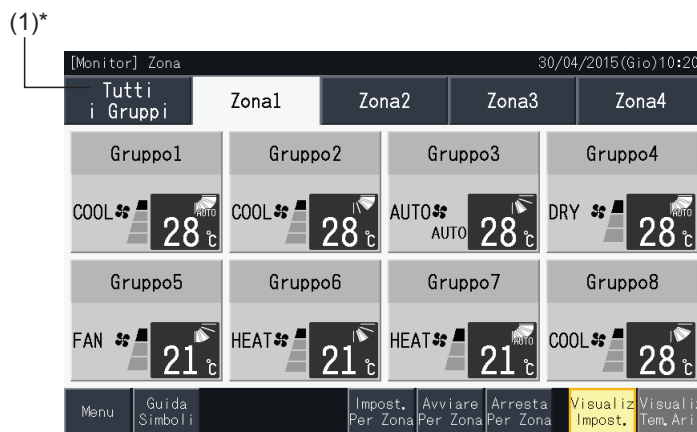 (1)*
[Monitor] Zona 30/04/2015(Gio)10:20
Tutti
i Gruppi
Zona1 Zona2 Zona3 Zona4
Gruppo1 Gruppo2 Gruppo3 Gruppo4
COOL AUTO 28℃ COOL 28℃ AUTO AUTO 28℃ DRY AUTO 28℃
Gruppo5 Gruppo6 Gruppo7 Gruppo8
FAN 21℃ HEAT 21℃ HEAT AUTO 21℃ COOL 28℃
Menu
Guida
Simboli
Impost.
Per Zona
Avviare
Per Zona
Arresta
Per Zona
Visualiz
Impost.
Visualiz
Tem.Ari